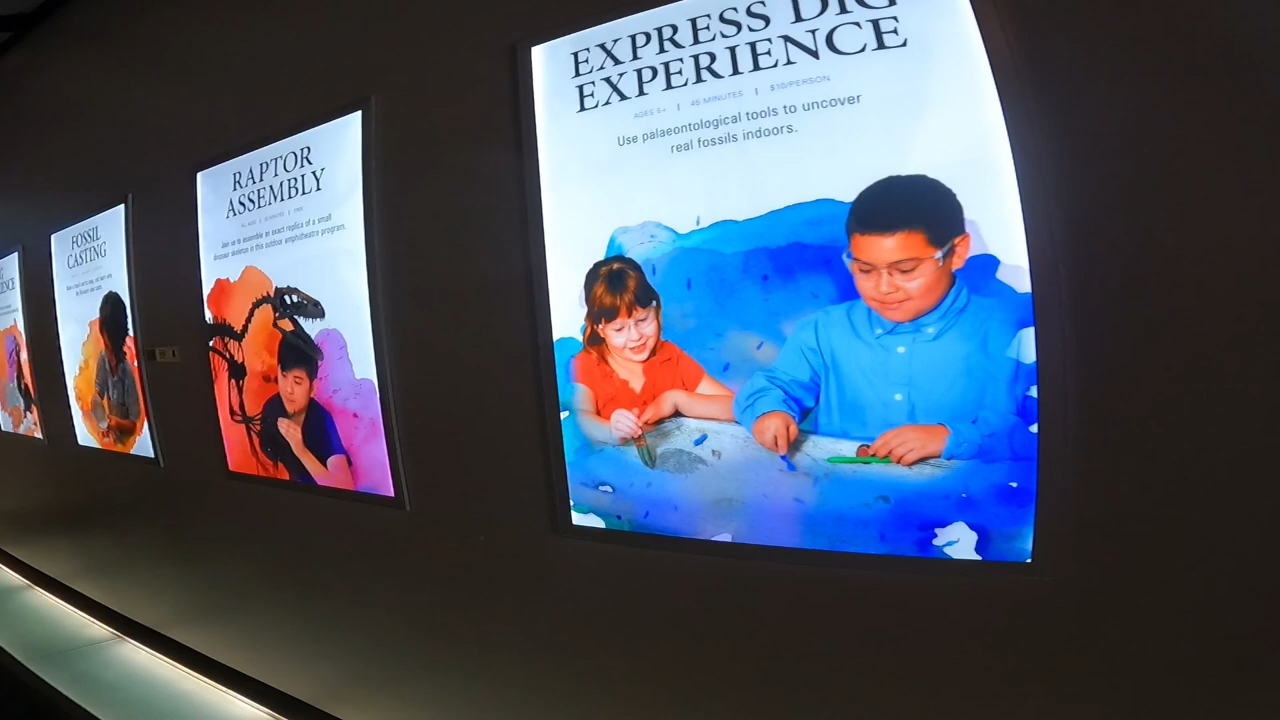 EXPRESS DIG
EXPERIENCE
AGES 5+ | 45 MINUTES | $10/PERSON
Use palaeontological tools to uncover
real fossils indoors.
RAPTOR
ASSEMBLY
Join us to assemble an exact replica of a small
dinosaur skeleton in this outdoor amphitheatre program.
FOSSIL
CASTING